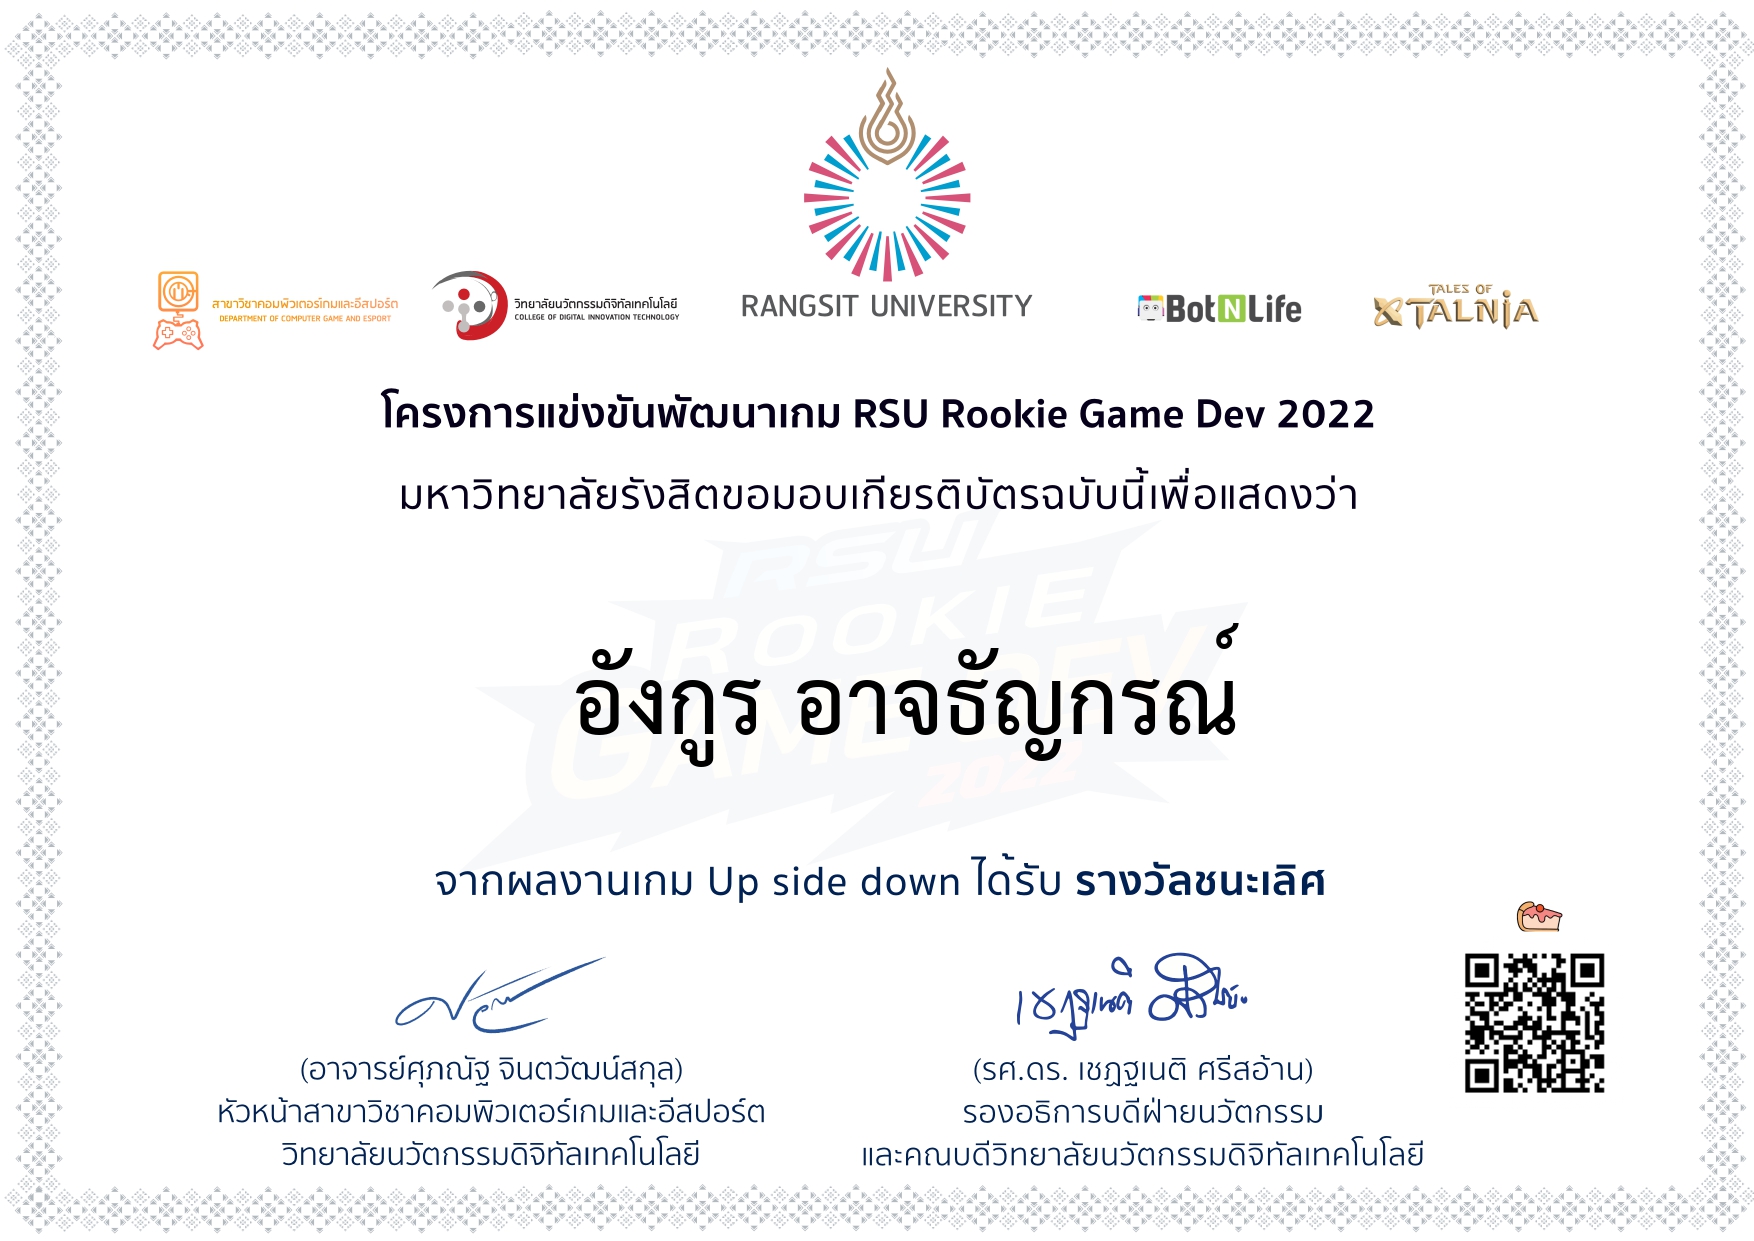 RANGSIT UNIVERSITY
สาขาวิชาคอมพิวเตอร์เกมและอีสปอร์ต
DEPARTMENT OF COMPUTER GAME AND ESPORT
วิทยาลัยนวัตกรรมดิจิทัลเทคโนโลยี
COLLEGE OF DIGITAL INNOVATION TECHNOLOGY
BotNLife
TALES OF
TALNIA
โครงการแข่งขันพัฒนาเกม RSU Rookie Game Dev 2022
มหาวิทยาลัยรังสิตขอมอบเกียรติบัตรฉบับนี้เพื่อแสดงว่า
RSU
ROOKIE
GAME DEV
2022
อังกูร อาจธัญกรณ์
จากผลงานเกม Up side down ได้รับ รางวัลชนะเลิศ
(อาจารย์ศุภณัฐ จินตวัฒน์สกุล)
หัวหน้าสาขาวิชาคอมพิวเตอร์เกมและอีสปอร์ต
วิทยาลัยนวัตกรรมดิจิทัลเทคโนโลยี
(รศ.ดร. เชฏฐเนติ ศรีสอ้าน)
รองอธิการบดีฝ่ายนวัตกรรม
และคณบดีวิทยาลัยนวัตกรรมดิจิทัลเทคโนโลยี